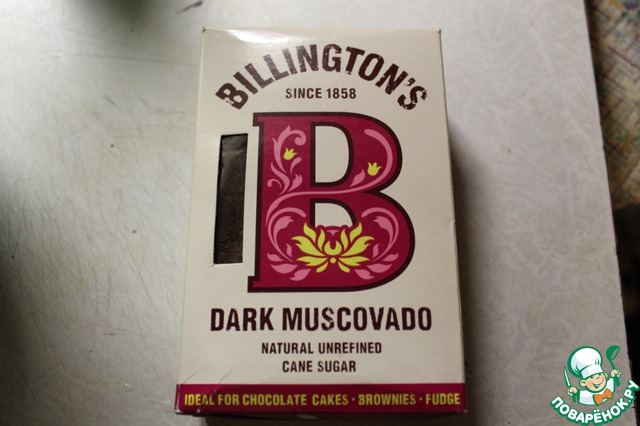 BILLINGTON'S
SINCE 1858
B
DARK MUSCOVADO
NATURAL UNREFINED
CANE SUGAR
IDEAL FOR CHOCOLATE CAKES · BROWNIES · FUDGE
ПОВАРЁНОК.РУ